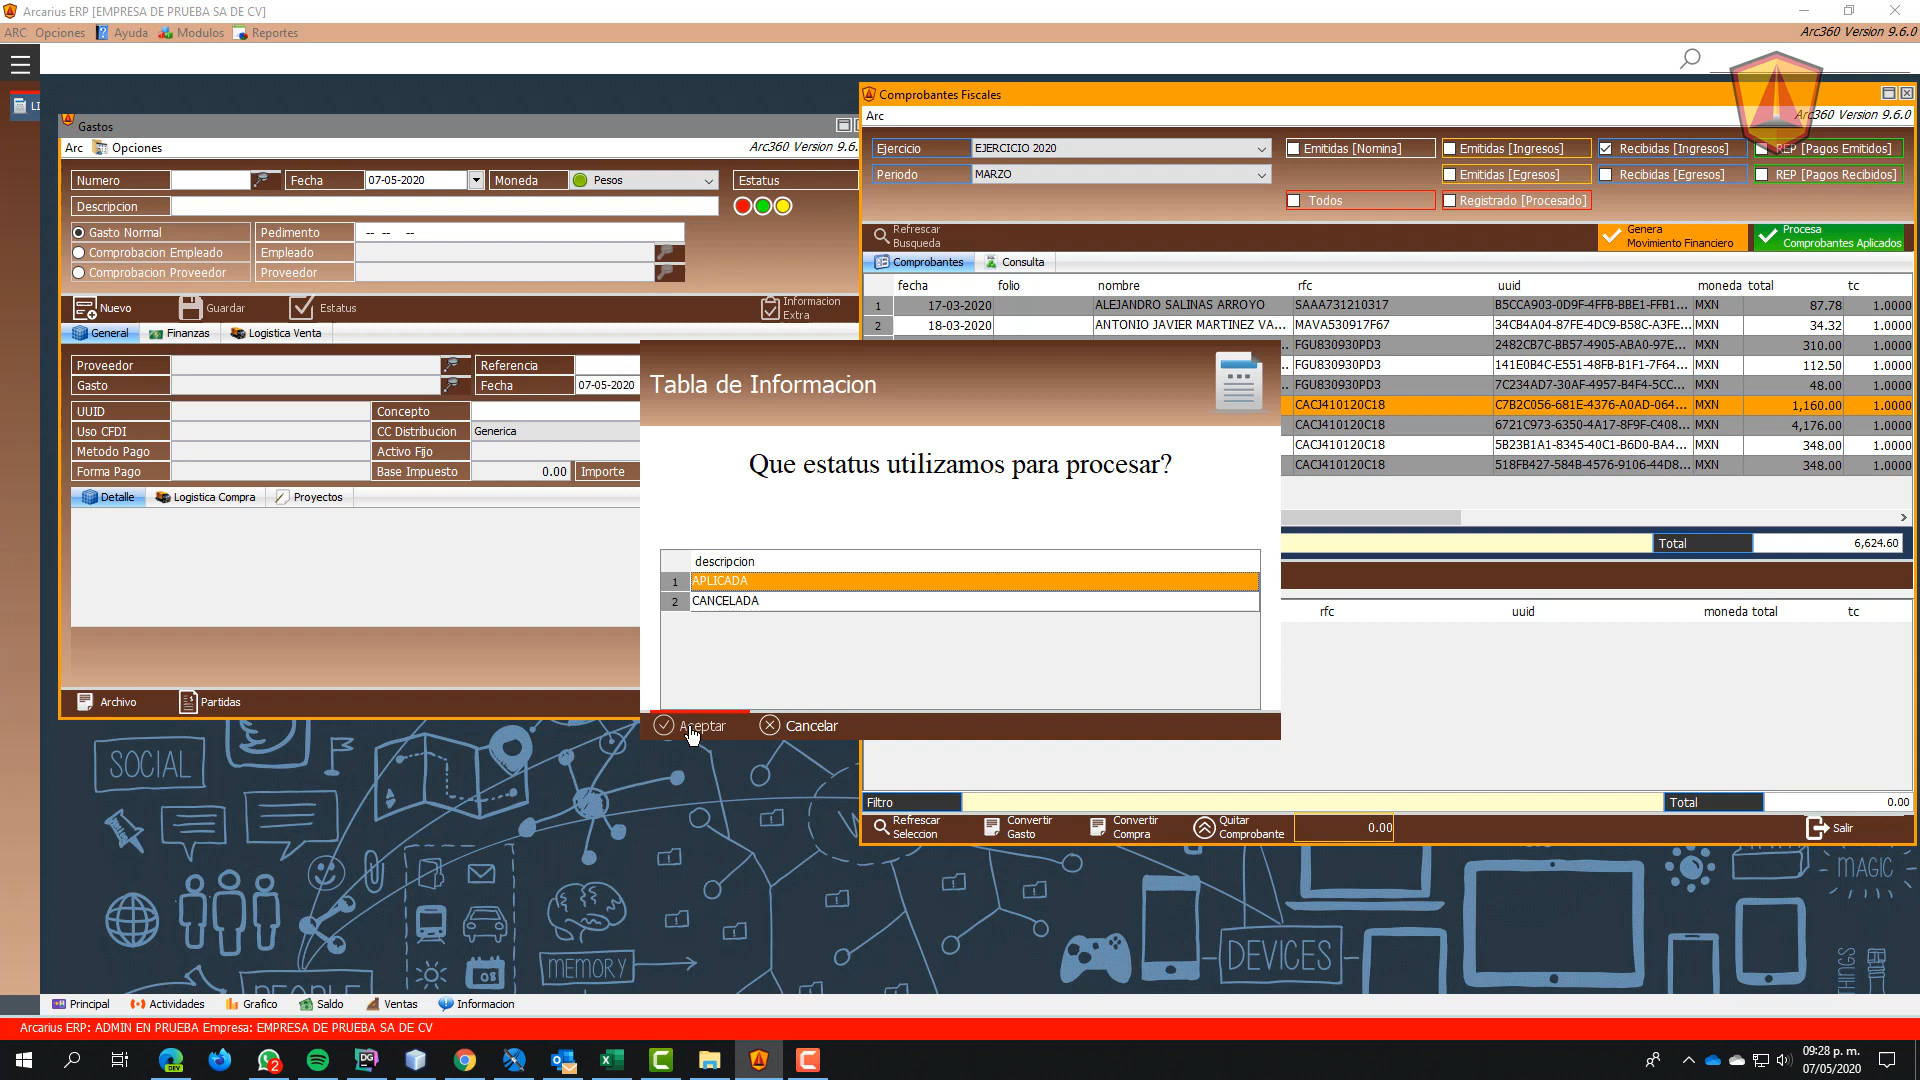 Arcarius ERP [EMPRESA DE PRUEBA SA DE CV]
ARC Opciones Ayuda Modulos Reportes
Arc360 Version 9.6.0
LI
Gastos
Arc Opciones
Arc360 Version 9.6.
Numero
Fecha 07-05-2020
Moneda Pesos
Estatus
Descripcion
Gasto Normal
Pedimento -- -- --
Comprobacion Empleado
Empleado
Comprobacion Proveedor
Proveedor
Nuevo Guardar Estatus
Informacion
Extra
General Finanzas Logistica Venta
Proveedor
Referencia
Gasto
Fecha 07-05-2020
UUID
Concepto
Uso CFDI
CC Distribucion Generica
Metodo Pago
Activo Fijo
Forma Pago
Base Impuesto 0.00 Importe
Detalle Logistica Compra Proyectos
Archivo Partidas
Comprobantes Fiscales
Arc
Arc360 Version 9.6.0
Ejercicio EJERCICIO 2020
Periodo MARZO
Emitidas [Nomina] Emitidas [Ingresos] Recibidas [Ingresos] REP [Pagos Emitidos]
Emitidas [Egresos] Recibidas [Egresos] REP [Pagos Recibidos]
Todos Registrado [Procesado]
Refrescar
Busqueda
Genera
Movimiento Financiero
Procesa
Comprobantes Aplicados
Comprobantes Consulta
fecha folio nombre rfc uuid moneda total tc
1 17-03-2020 ALEJANDRO SALINAS ARROYO SAAA731210317 B5CCA903-0D9F-4FFB-BBE1-FFB1... MXN 87.78 1.0000
2 18-03-2020 ANTONIO JAVIER MARTINEZ VA... MAVA530917F67 34CB4A04-87FE-4DC9-B58C-A3FE... MXN 34.32 1.0000
FGU830930PD3 2482CB7C-BB57-4905-ABA0-97E... MXN 310.00 1.0000
FGU830930PD3 141E0B4C-E551-48FB-B1F1-7F64... MXN 112.50 1.0000
FGU830930PD3 7C234AD7-30AF-4957-B4F4-5CC... MXN 48.00 1.0000
CACJ410120C18 C7B2C056-681E-4376-A0AD-064... MXN 1,160.00 1.0000
CACJ410120C18 6721C973-6350-4A17-8F9F-C408... MXN 4,176.00 1.0000
CACJ410120C18 5B23B1A1-8345-40C1-B6D0-BA4... MXN 348.00 1.0000
CACJ410120C18 518FB427-584B-4576-9106-44D8... MXN 348.00 1.0000
Total 6,624.60
rfc uuid moneda total tc
Filtro
Total 0.00
Refrescar
Seleccion
Convertir
Gasto
Convertir
Compra
Quitar
Comprobante
0.00
Salir
Tabla de Informacion
Que estatus utilizamos para procesar?
descripcion
1 APLICADA
2 CANCELADA
Aceptar Cancelar
SOCIAL
MEMORY
PEOPLE
DEVICES
MAGIC
THINGS
08
Principal Actividades Grafico Saldo Ventas Informacion
Arcarius ERP: ADMIN EN PRUEBA Empresa: EMPRESA DE PRUEBA SA DE CV
DEV
2
DG
09:28 p. m.
07/05/2020